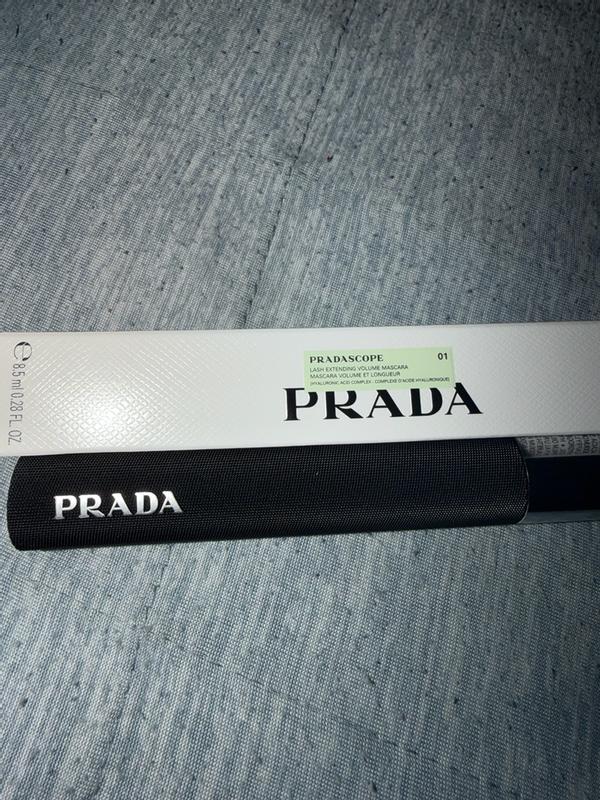 ℮ 8.5 ml 0.28 FL. OZ.
PRADASCOPE 01
LASH EXTENDING VOLUME MASCARA
MASCARA VOLUME ET LONGUEUR
[HYALURONIC ACID COMPLEX - COMPLEXE D'ACIDE HYALURONIQUE]
PRADA
PRADA